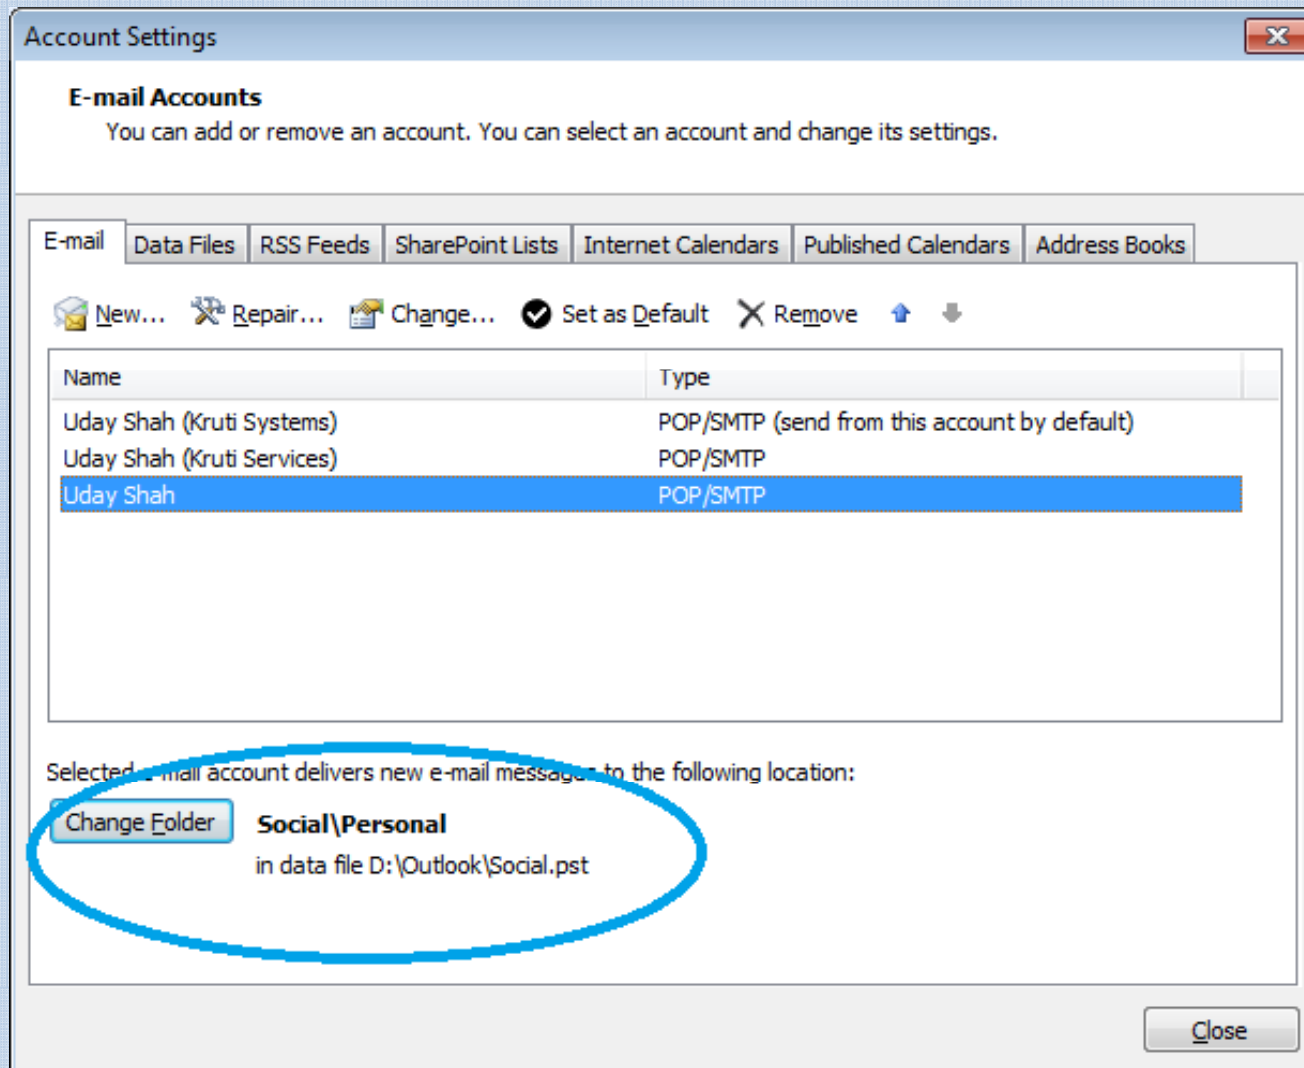 Account Settings
E-mail Accounts
You can add or remove an account. You can select an account and change its settings.
E-mail Data Files RSS Feeds SharePoint Lists Internet Calendars Published Calendars Address Books
New... Repair... Change... Set as Default Remove
Name Type
Uday Shah (Kruti Systems) POP/SMTP (send from this account by default)
Uday Shah (Kruti Services) POP/SMTP
Uday Shah POP/SMTP
Selected e-mail account delivers new e-mail messages to the following location:
Change Folder Social\Personal
in data file D:\Outlook\Social.pst
Close